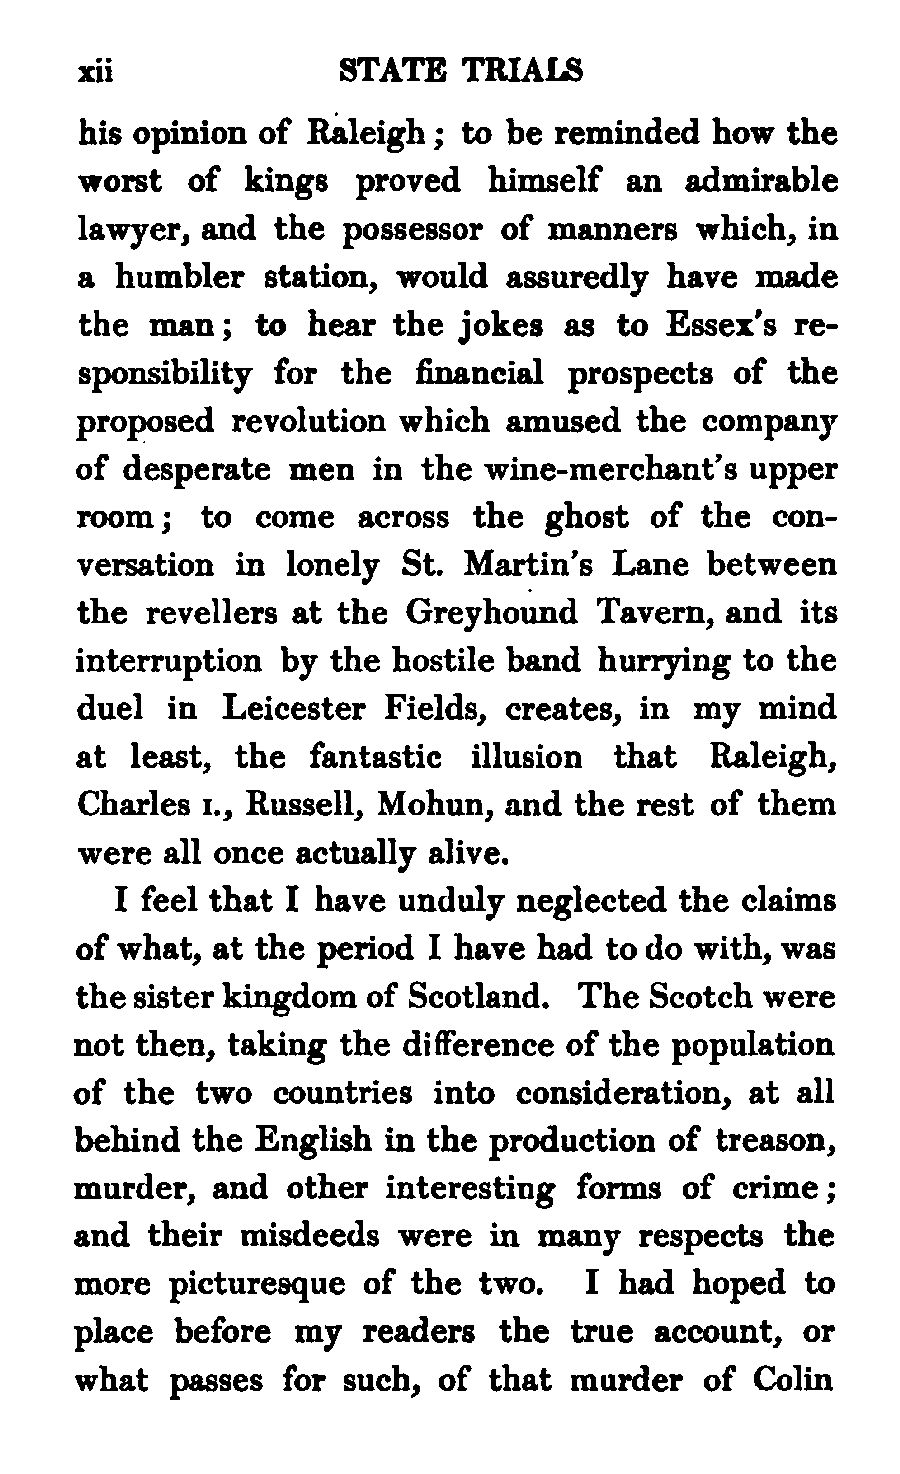 xii STATE TRIALS
his opinion of Raleigh ; to be reminded how the
worst of kings proved himself an admirable
lawyer, and the possessor of manners which, in
a humbler station, would assuredly have made
the man ; to hear the jokes as to Essex's re-
sponsibility for the financial prospects of the
proposed revolution which amused the company
of desperate men in the wine-merchant's upper
room ; to come across the ghost of the con-
versation in lonely St. Martin's Lane between
the revellers at the Greyhound Tavern, and its
interruption by the hostile band hurrying to the
duel in Leicester Fields, creates, in my mind
at least, the fantastic illusion that Raleigh,
Charles I., Russell, Mohun, and the rest of them
were all once actually alive.
I feel that I have unduly neglected the claims
of what, at the period I have had to do with, was
the sister kingdom of Scotland. The Scotch were
not then, taking the difference of the population
of the two countries into consideration, at all
behind the English in the production of treason,
murder, and other interesting forms of crime ;
and their misdeeds were in many respects the
more picturesque of the two. I had hoped to
place before my readers the true account, or
what passes for such, of that murder of Colin